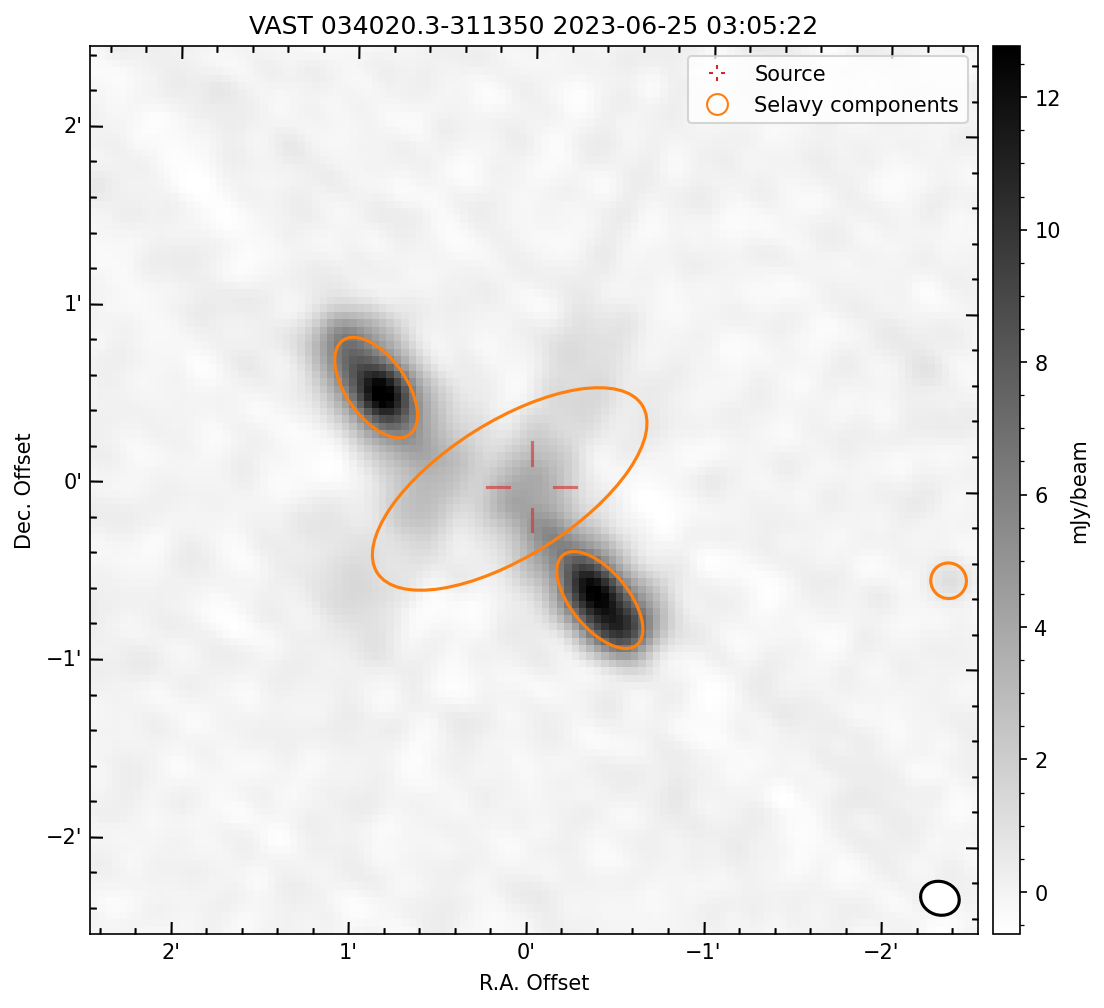 VAST 034020.3-311350 2023-06-25 03:05:22
Source
Selavy components
2'
1'
0'
−1'
−2'
Dec. Offset
2'
1'
0'
−1'
−2'
R.A. Offset
12
10
8
6
4
2
0
mJy/beam